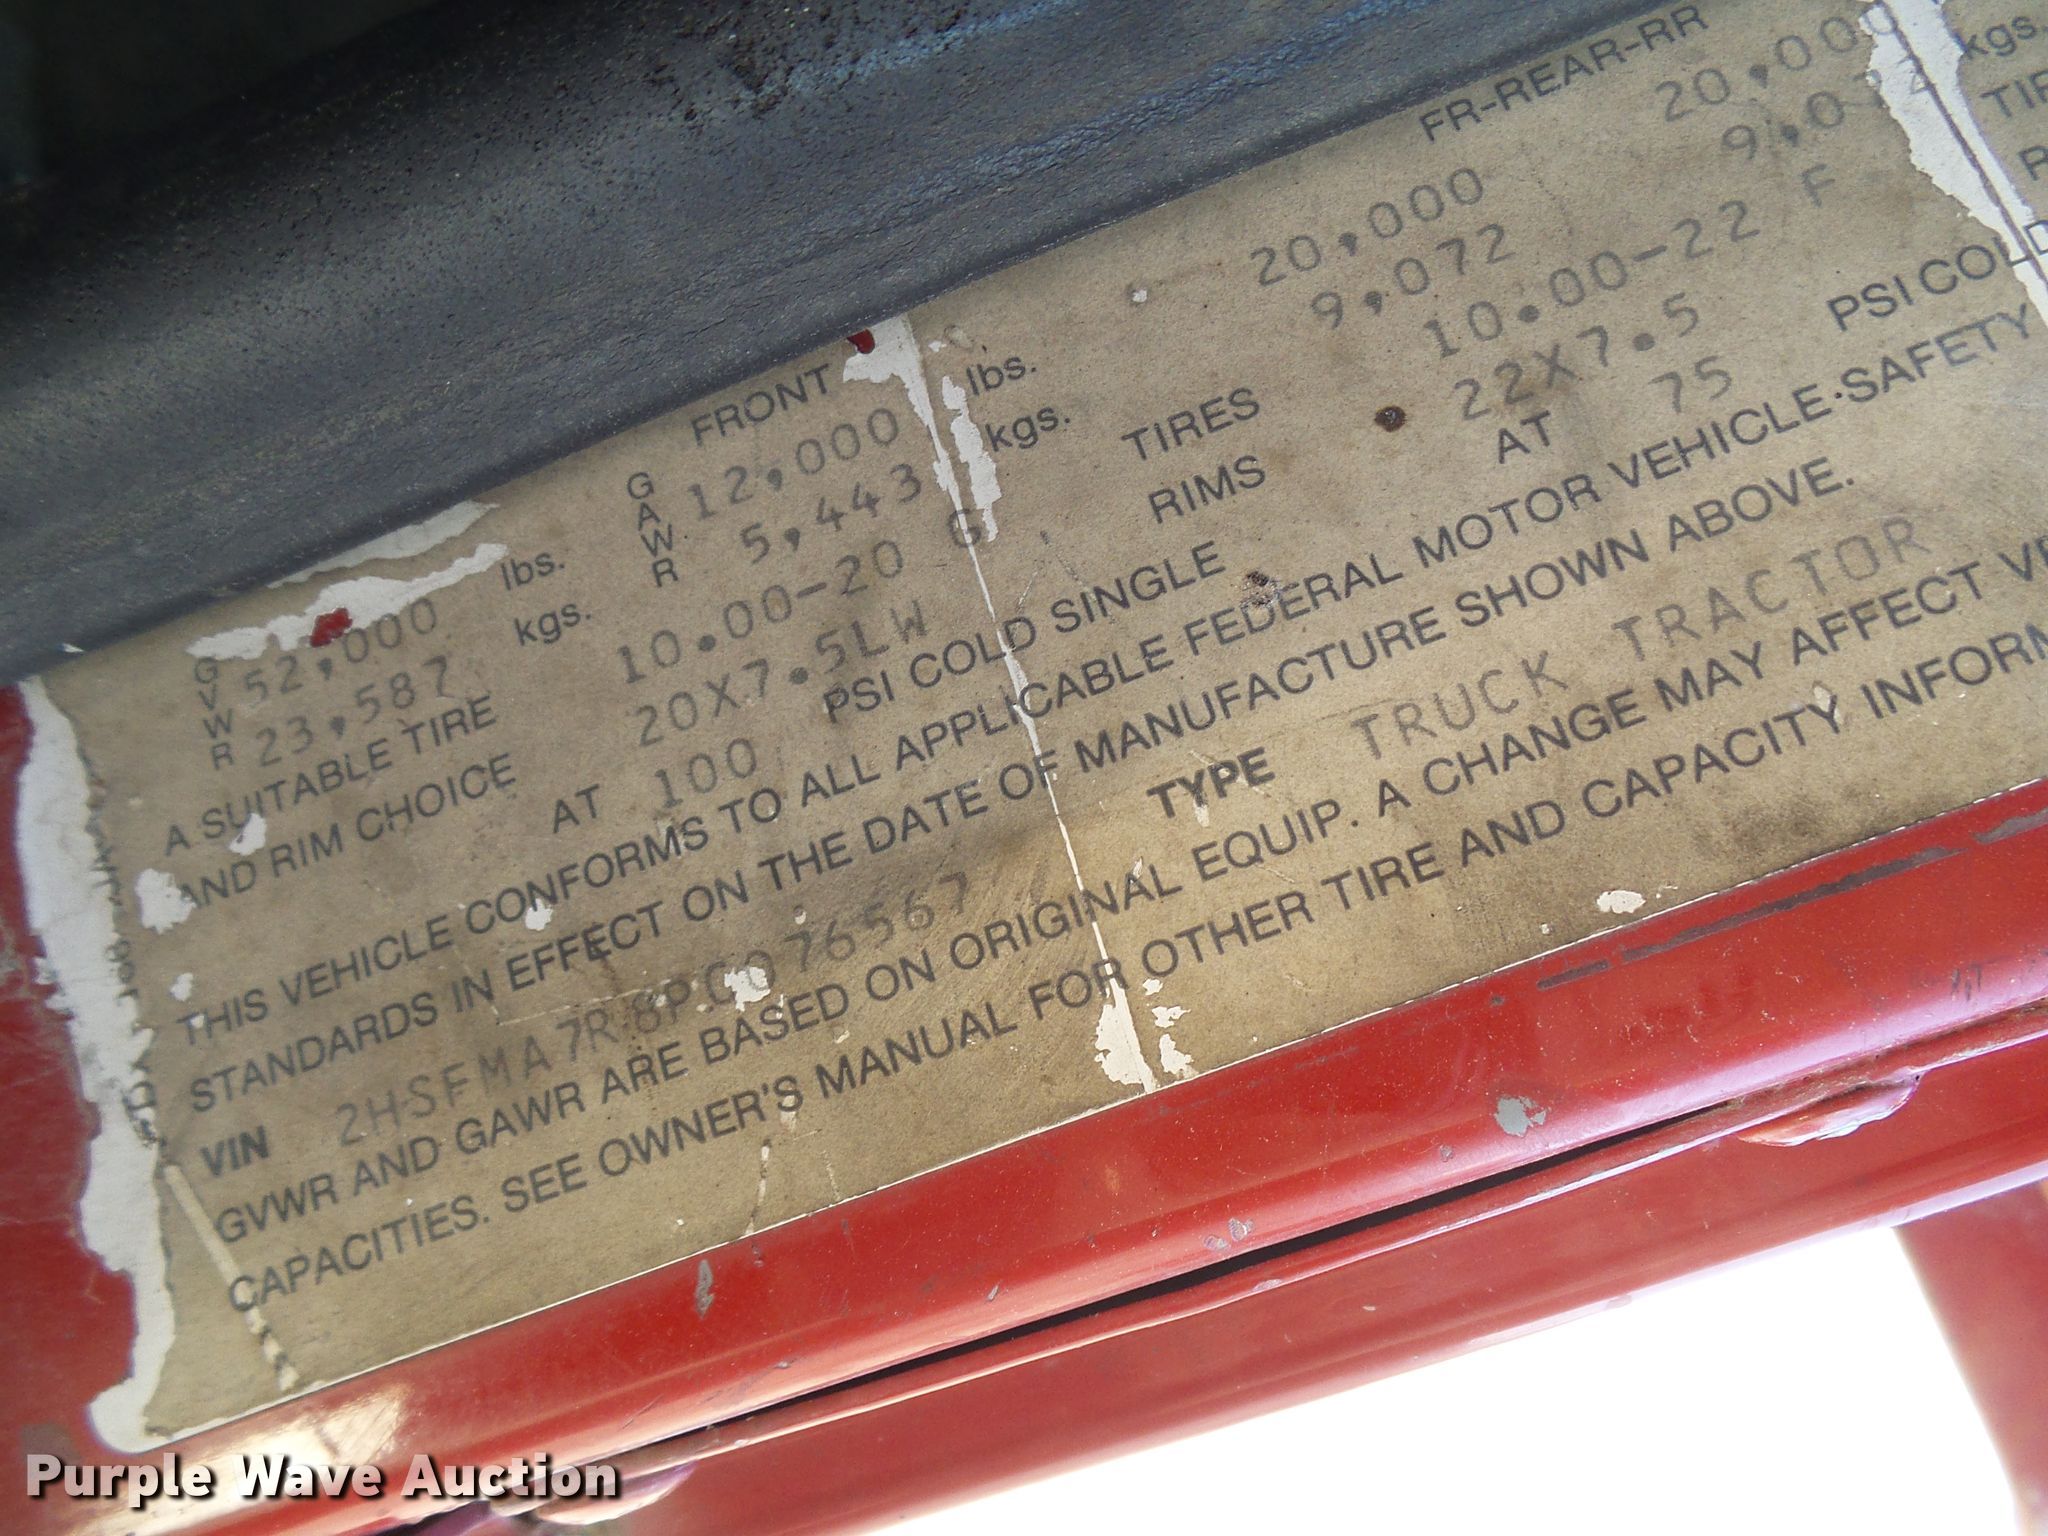 FRONT FR-REAR-RR
GVWR 52,000 lbs. GAWR 12,000 lbs. 20,000 20,000
23,587 kgs. 5,443 kgs. 9,072 9,072 kgs.
A SUITABLE TIRE 10.00-20 G TIRES 10.00-22 F
AND RIM CHOICE 20X7.5LW RIMS 22X7.5
AT 100 PSI COLD SINGLE AT 75 PSI COLD
THIS VEHICLE CONFORMS TO ALL APPLICABLE FEDERAL MOTOR VEHICLE SAFETY
STANDARDS IN EFFECT ON THE DATE OF MANUFACTURE SHOWN ABOVE.
VIN 2HSFMA7R8PC076567 TYPE TRUCK TRACTOR
GVWR AND GAWR ARE BASED ON ORIGINAL EQUIP. A CHANGE MAY AFFECT
CAPACITIES. SEE OWNER'S MANUAL FOR OTHER TIRE AND CAPACITY
Purple Wave Auction